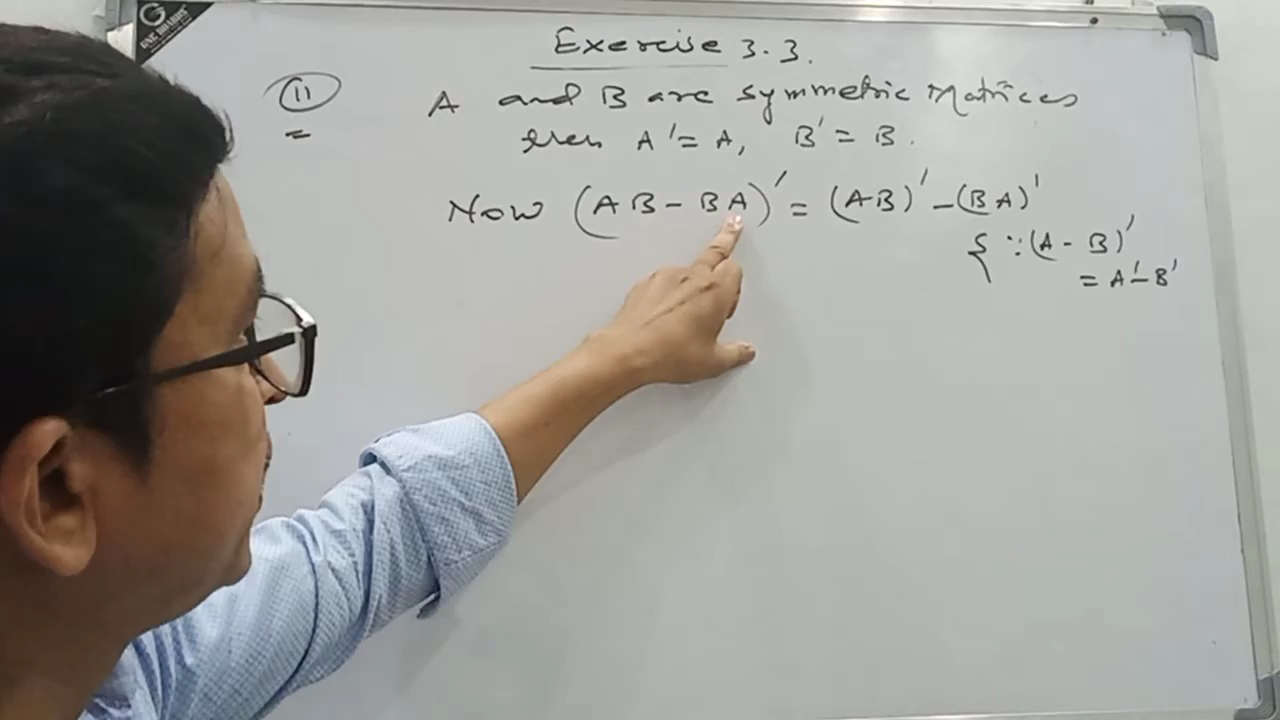 Exercise 3.3.
11
A and B are symmetric Matrices
then A' = A, B' = B.
Now (AB - BA)' = (AB)' - (BA)'
{ ∵ (A - B)'
= A' - B'